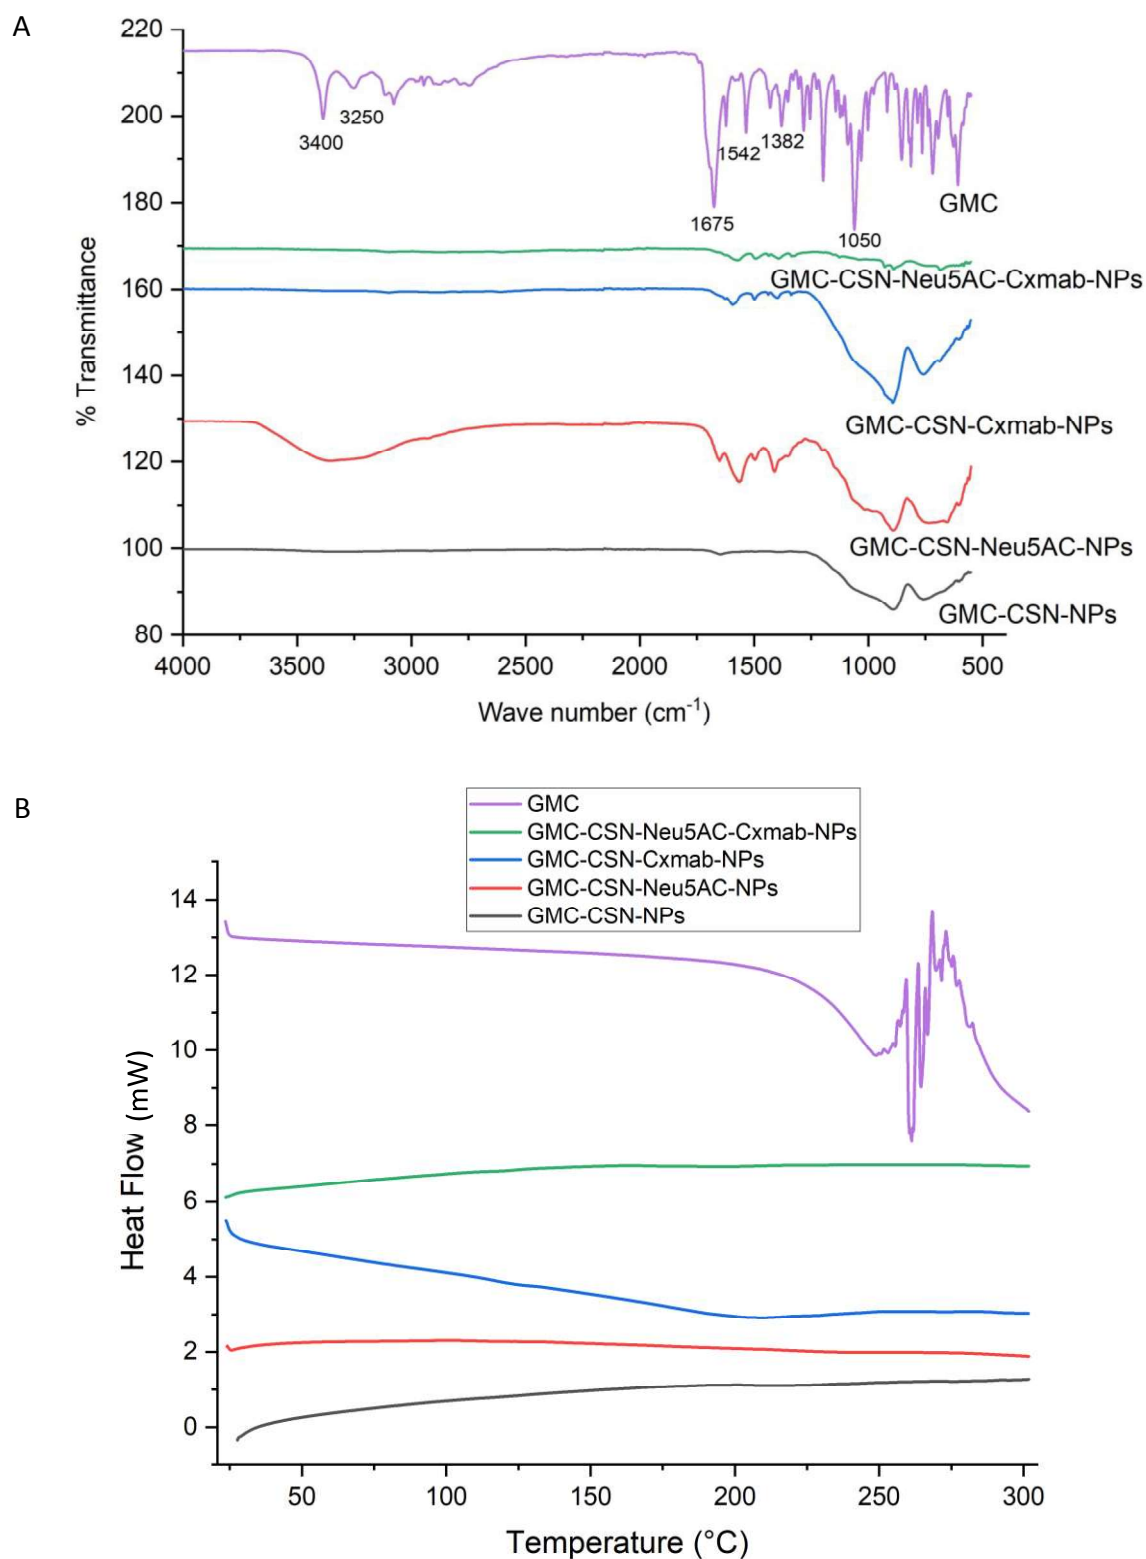 A
220
200
180
160
140
120
100
80
% Transmittance
3400
3250
1675
1542
1382
1050
GMC
GMC-CSN-Neu5AC-Cxmab-NPs
GMC-CSN-Cxmab-NPs
GMC-CSN-Neu5AC-NPs
GMC-CSN-NPs
4000 3500 3000 2500 2000 1500 1000 500
Wave number (cm-1)
B
GMC
GMC-CSN-Neu5AC-Cxmab-NPs
GMC-CSN-Cxmab-NPs
GMC-CSN-Neu5AC-NPs
GMC-CSN-NPs
14
12
10
8
6
4
2
0
Heat Flow (mW)
50 100 150 200 250 300
Temperature (°C)